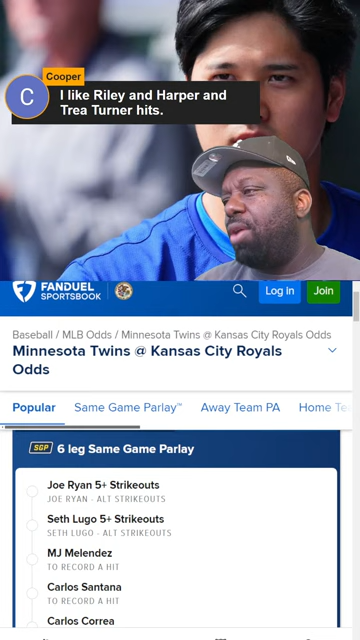 Cooper
C
I like Riley and Harper and
Trea Turner hits.
FANDUEL
SPORTSBOOK
Log In
Join
Baseball / MLB Odds / Minnesota Twins @ Kansas City Royals
Minnesota Twins @ Kansas City Royals
Odds
Popular
Same Game Parlay™
Away Team PA
Home Te
SGP
6 leg Same Game Parlay
Joe Ryan 5+ Strikeouts
JOE RYAN - ALT STRIKEOUTS
Seth Lugo 5+ Strikeouts
SETH LUGO - ALT STRIKEOUTS
MJ Melendez
TO RECORD A HIT
Carlos Santana
TO RECORD A HIT
Carlos Correa